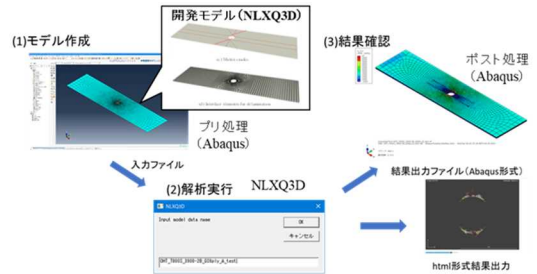 開発モデル(NLXQ3D)
(1)モデル作成
(3)結果確認
ポスト処理
(Abaqus)
プリ処理
(Abaqus)
入力ファイル
(2)解析実行 NLXQ3D
結果出力ファイル(Abaqus形式)
NLXQ3D
Input model data name
OK
キャンセル
html形式結果出力